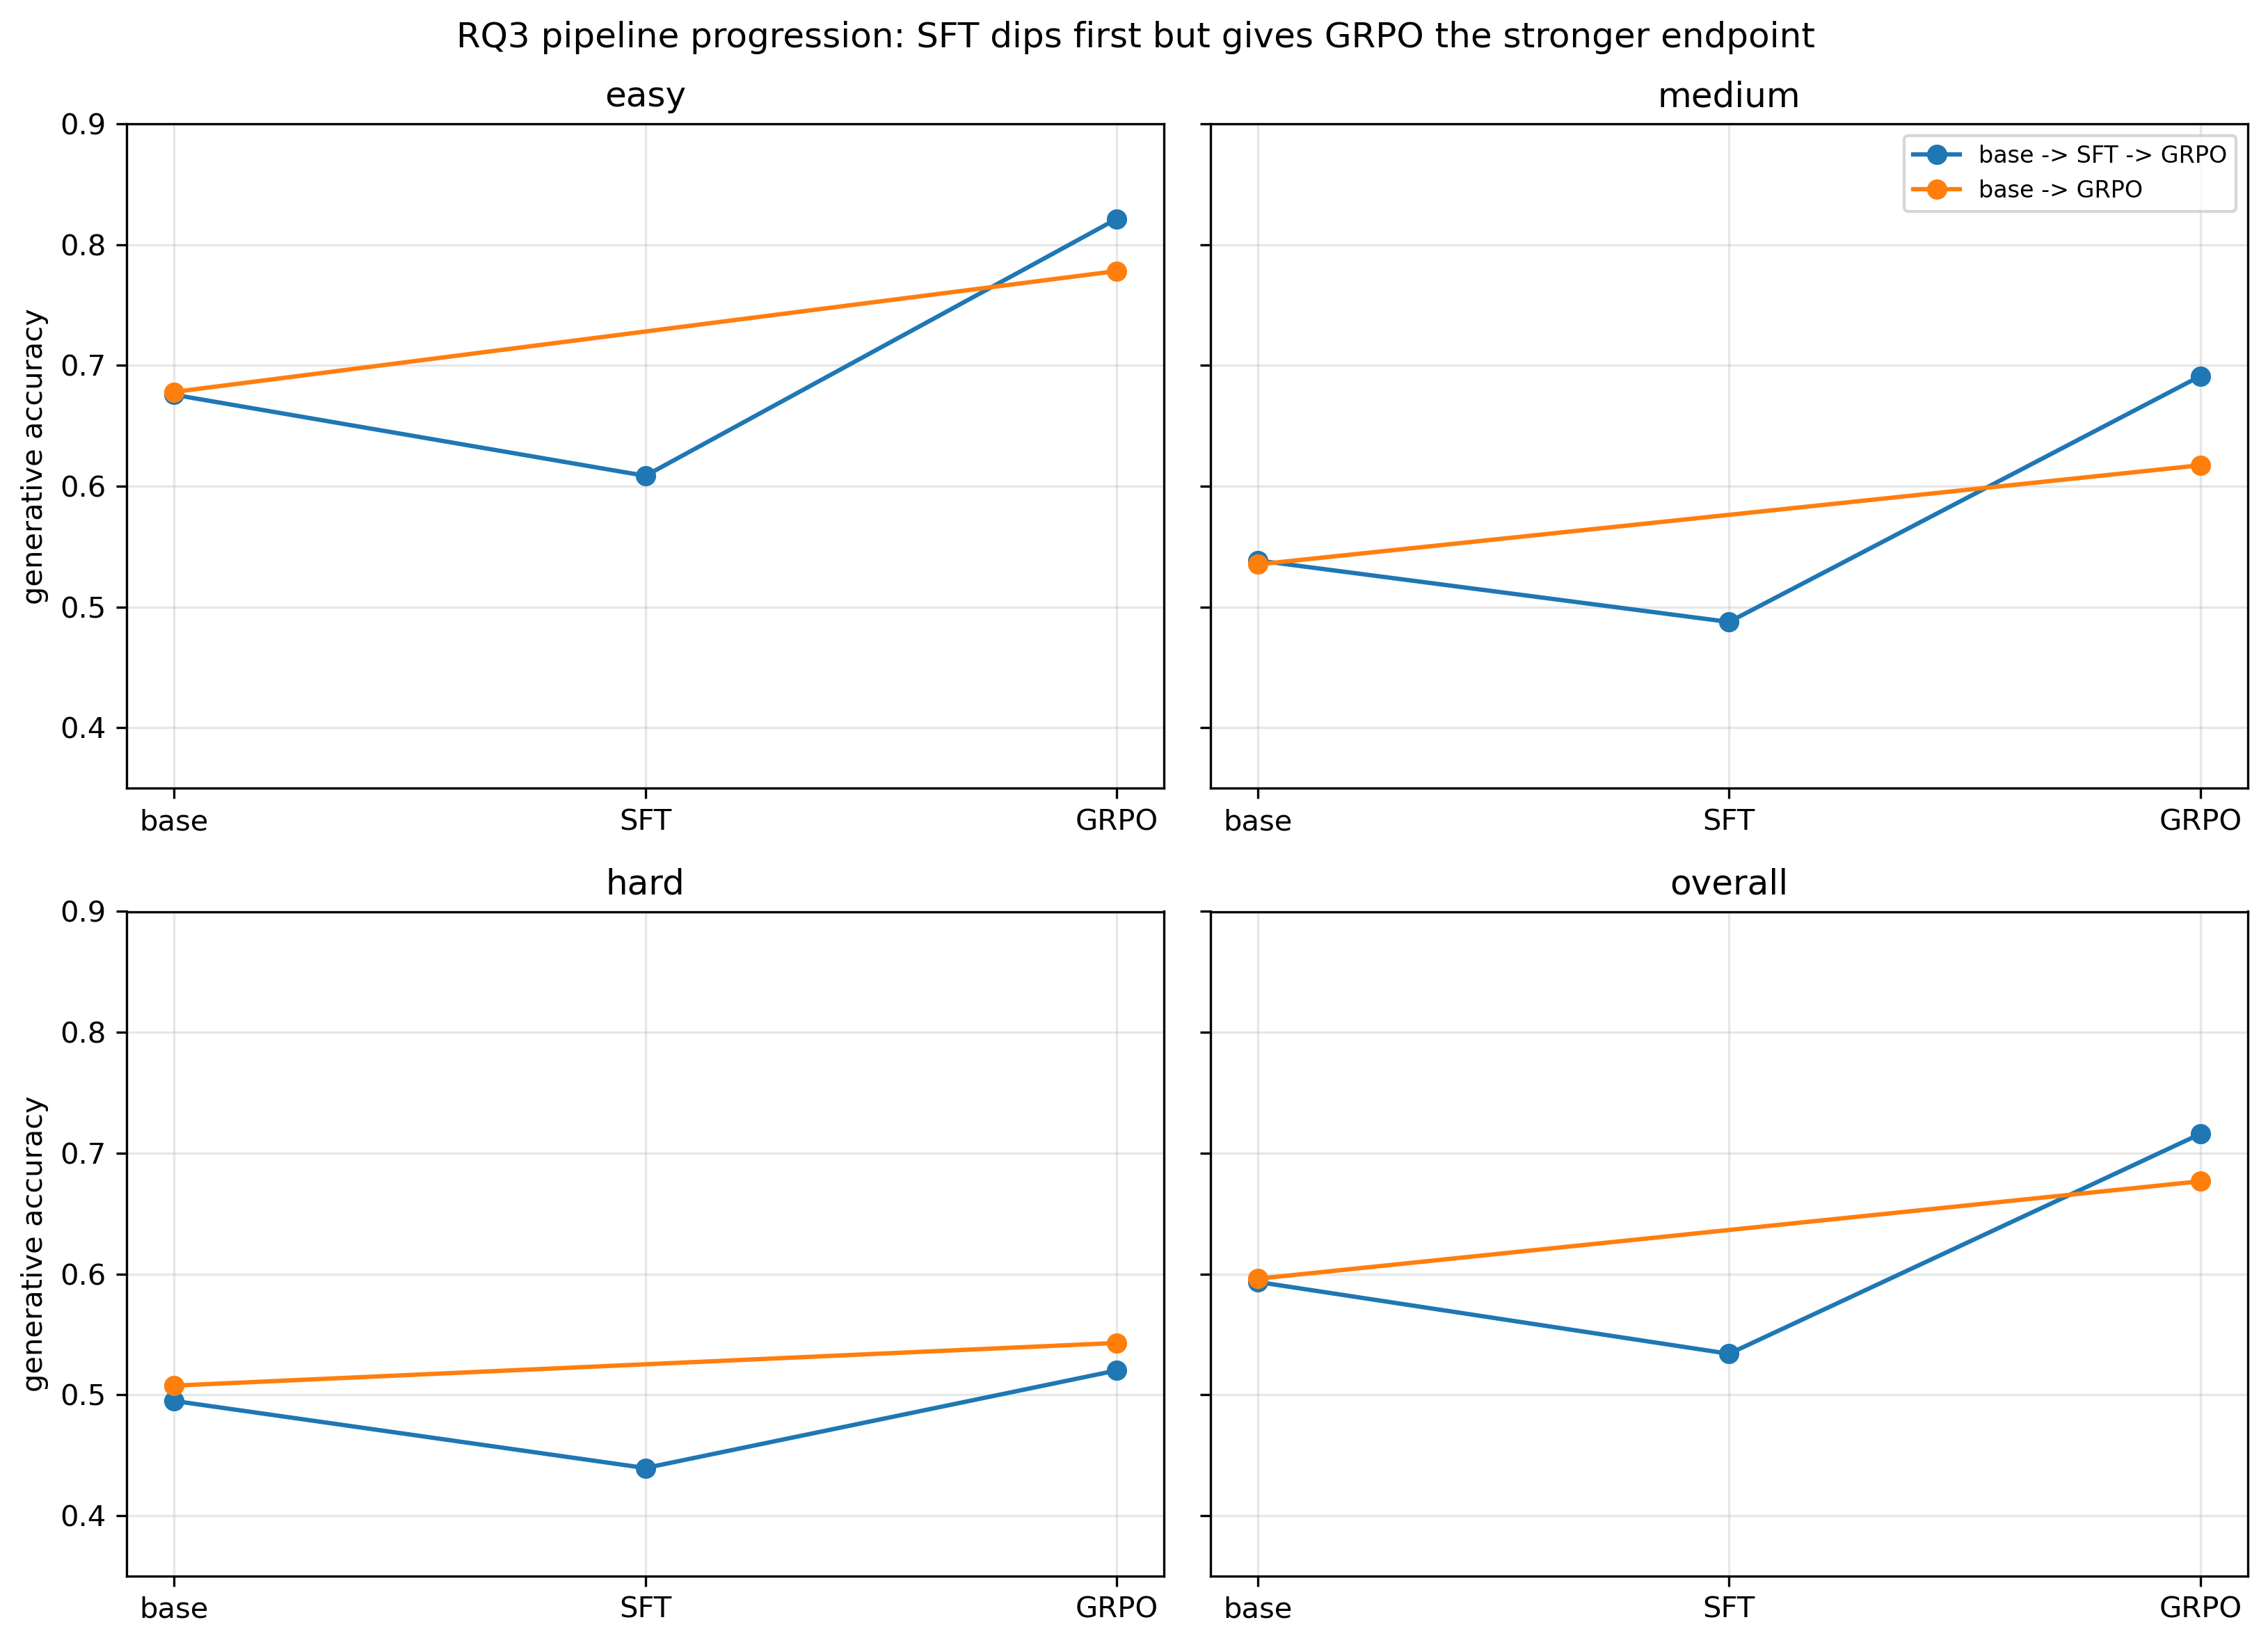 RQ3 pipeline progression: SFT dips first but gives GRPO the stronger endpoint
easy
generative accuracy
0.9
0.8
0.7
0.6
0.5
0.4
base
SFT
GRPO
medium
base -> SFT -> GRPO
base -> GRPO
base
SFT
GRPO
hard
generative accuracy
0.9
0.8
0.7
0.6
0.5
0.4
base
SFT
GRPO
overall
base
SFT
GRPO